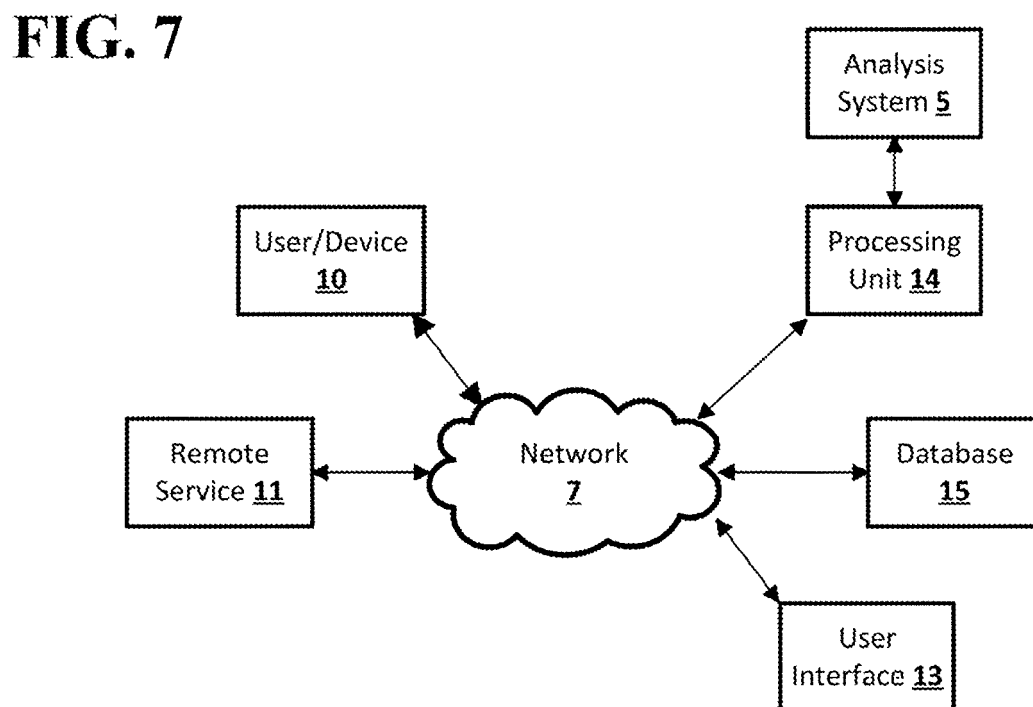 FIG. 7
Analysis
System 5
User/Device
10
Processing
Unit 14
Remote
Service 11
Network
7
Database
15
User
Interface 13